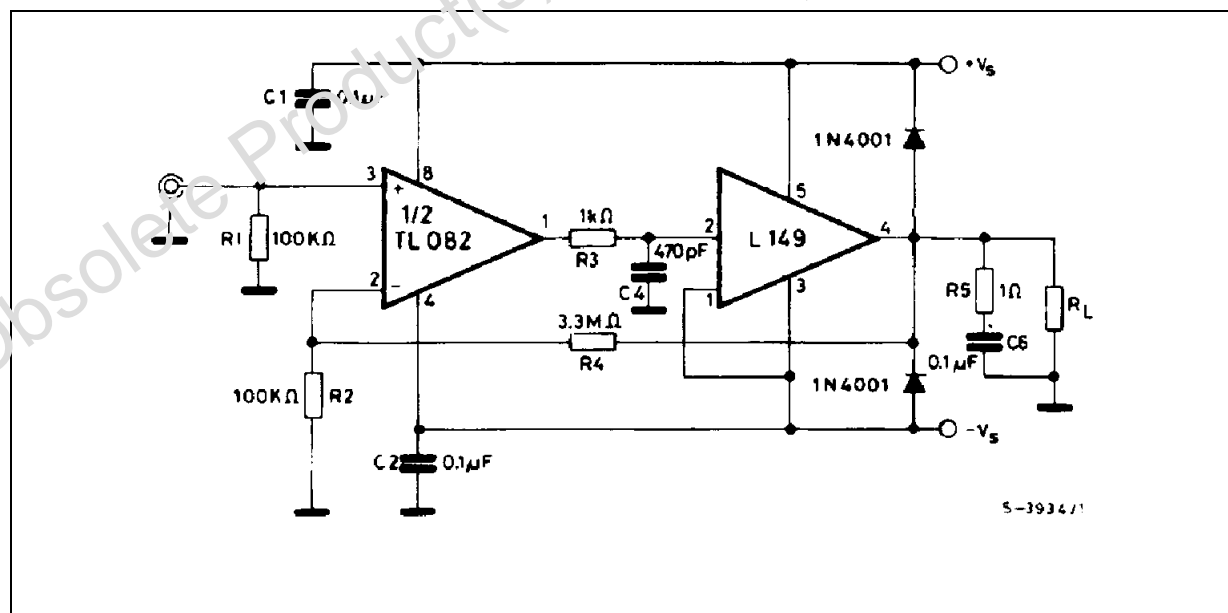 Obsolete Product(s)
+Vs
C1 0.1µF
1N4001
3
8
5
+
1/2
TL082
1
1kΩ
R3
2
L149
4
R1 100KΩ
470pF
C4
R5 1Ω
RL
2
-
4
1
3
3.3MΩ
R4
C6
0.1µF
100KΩ R2
1N4001
-Vs
C2 0.1µF
S-3934/1